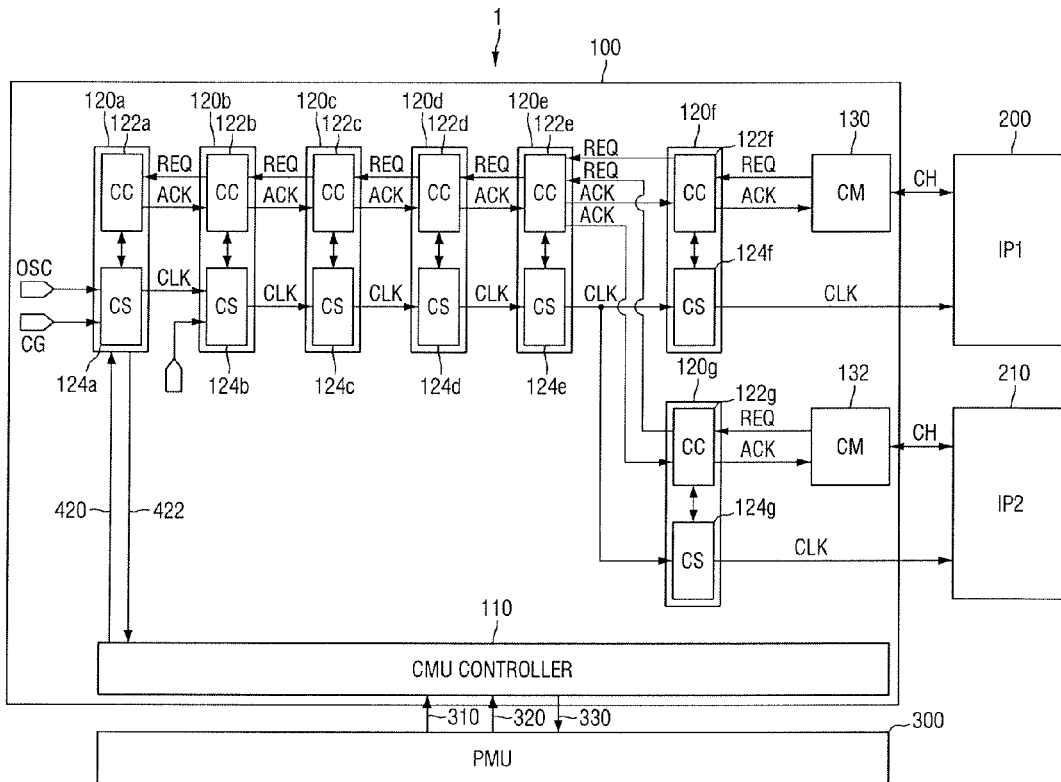 1
100
120a
120b
120c
120d
120e
120f
130
200
122a
122b
122c
122d
122e
122f
REQ
REQ
REQ
REQ
REQ
REQ
REQ
CC
CC
CC
CC
CC
CC
CM
CH
ACK
ACK
ACK
ACK
ACK
ACK
ACK
IP1
OSC
CG
124f
CS
CS
CS
CS
CS
CS
CLK
CLK
CLK
CLK
CLK
CLK
124a
124b
124c
124d
124e
120g
122g
132
210
REQ
CC
ACK
CM
CH
IP2
420
422
124g
CS
CLK
110
CMU CONTROLLER
310
320
330
300
PMU